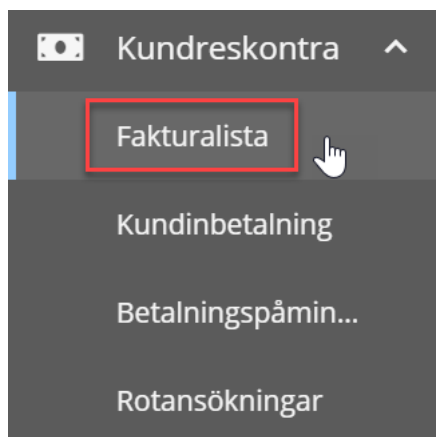 Kundreskontra
Fakturalista
Kundinbetalning
Betalningspåmin...
Rotansökningar